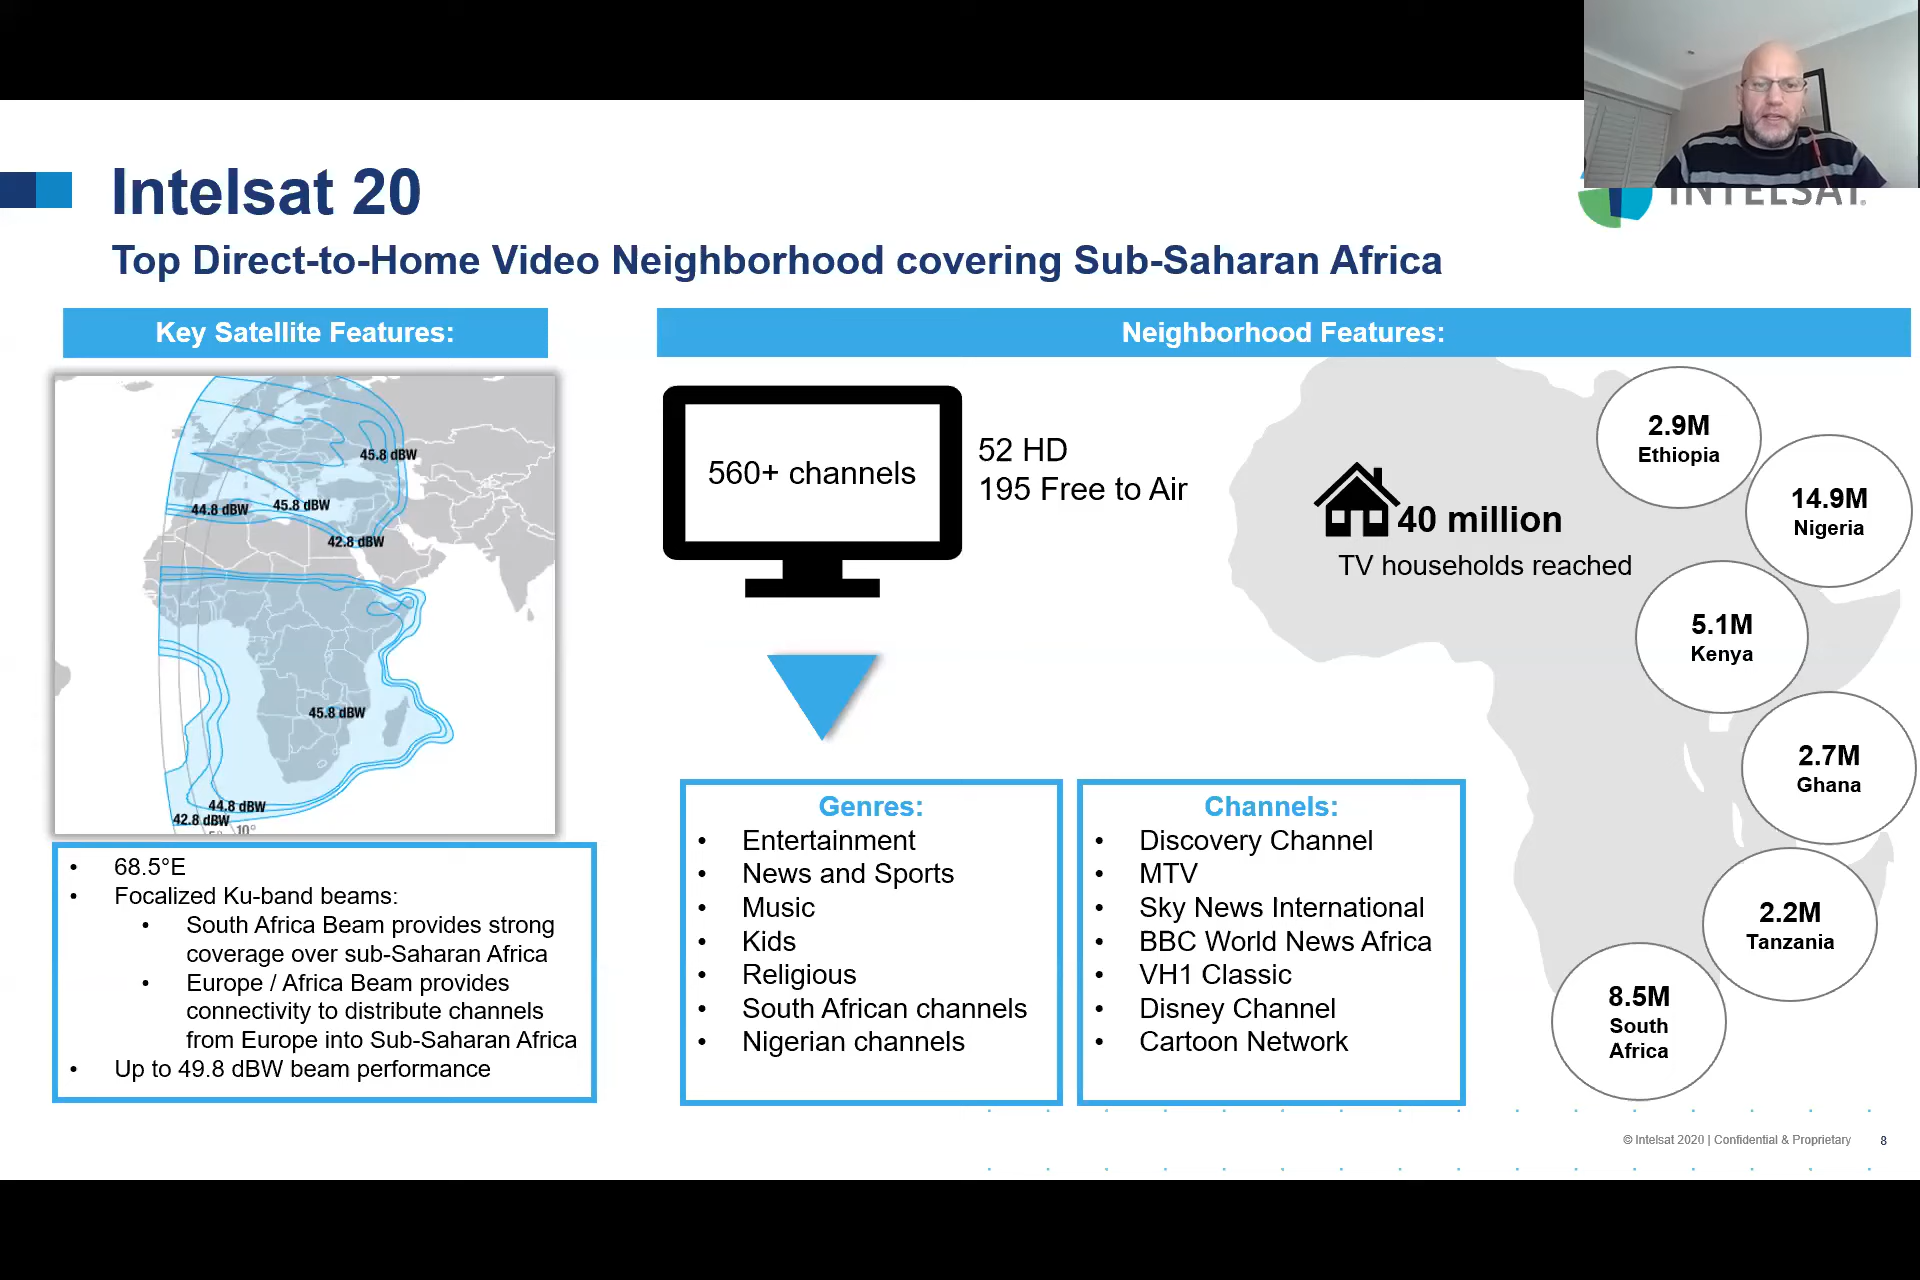 Intelsat 20
INTELSAT
Top Direct-to-Home Video Neighborhood covering Sub-Saharan Africa
Key Satellite Features:
45.8 dBW
44.8 dBW
45.8 dBW
42.8 dBW
45.8 dBW
44.8 dBW
42.8 dBW
5°
10°
• 68.5°E
• Focalized Ku-band beams:
• South Africa Beam provides strong
coverage over sub-Saharan Africa
• Europe / Africa Beam provides
connectivity to distribute channels
from Europe into Sub-Saharan Africa
• Up to 49.8 dBW beam performance
Neighborhood Features:
560+ channels
52 HD
195 Free to Air
40 million
TV households reached
2.9M
Ethiopia
14.9M
Nigeria
5.1M
Kenya
2.7M
Ghana
2.2M
Tanzania
8.5M
South
Africa
Genres:
• Entertainment
• News and Sports
• Music
• Kids
• Religious
• South African channels
• Nigerian channels
Channels:
• Discovery Channel
• MTV
• Sky News International
• BBC World News Africa
• VH1 Classic
• Disney Channel
• Cartoon Network
© Intelsat 2020 | Confidential & Proprietary
8